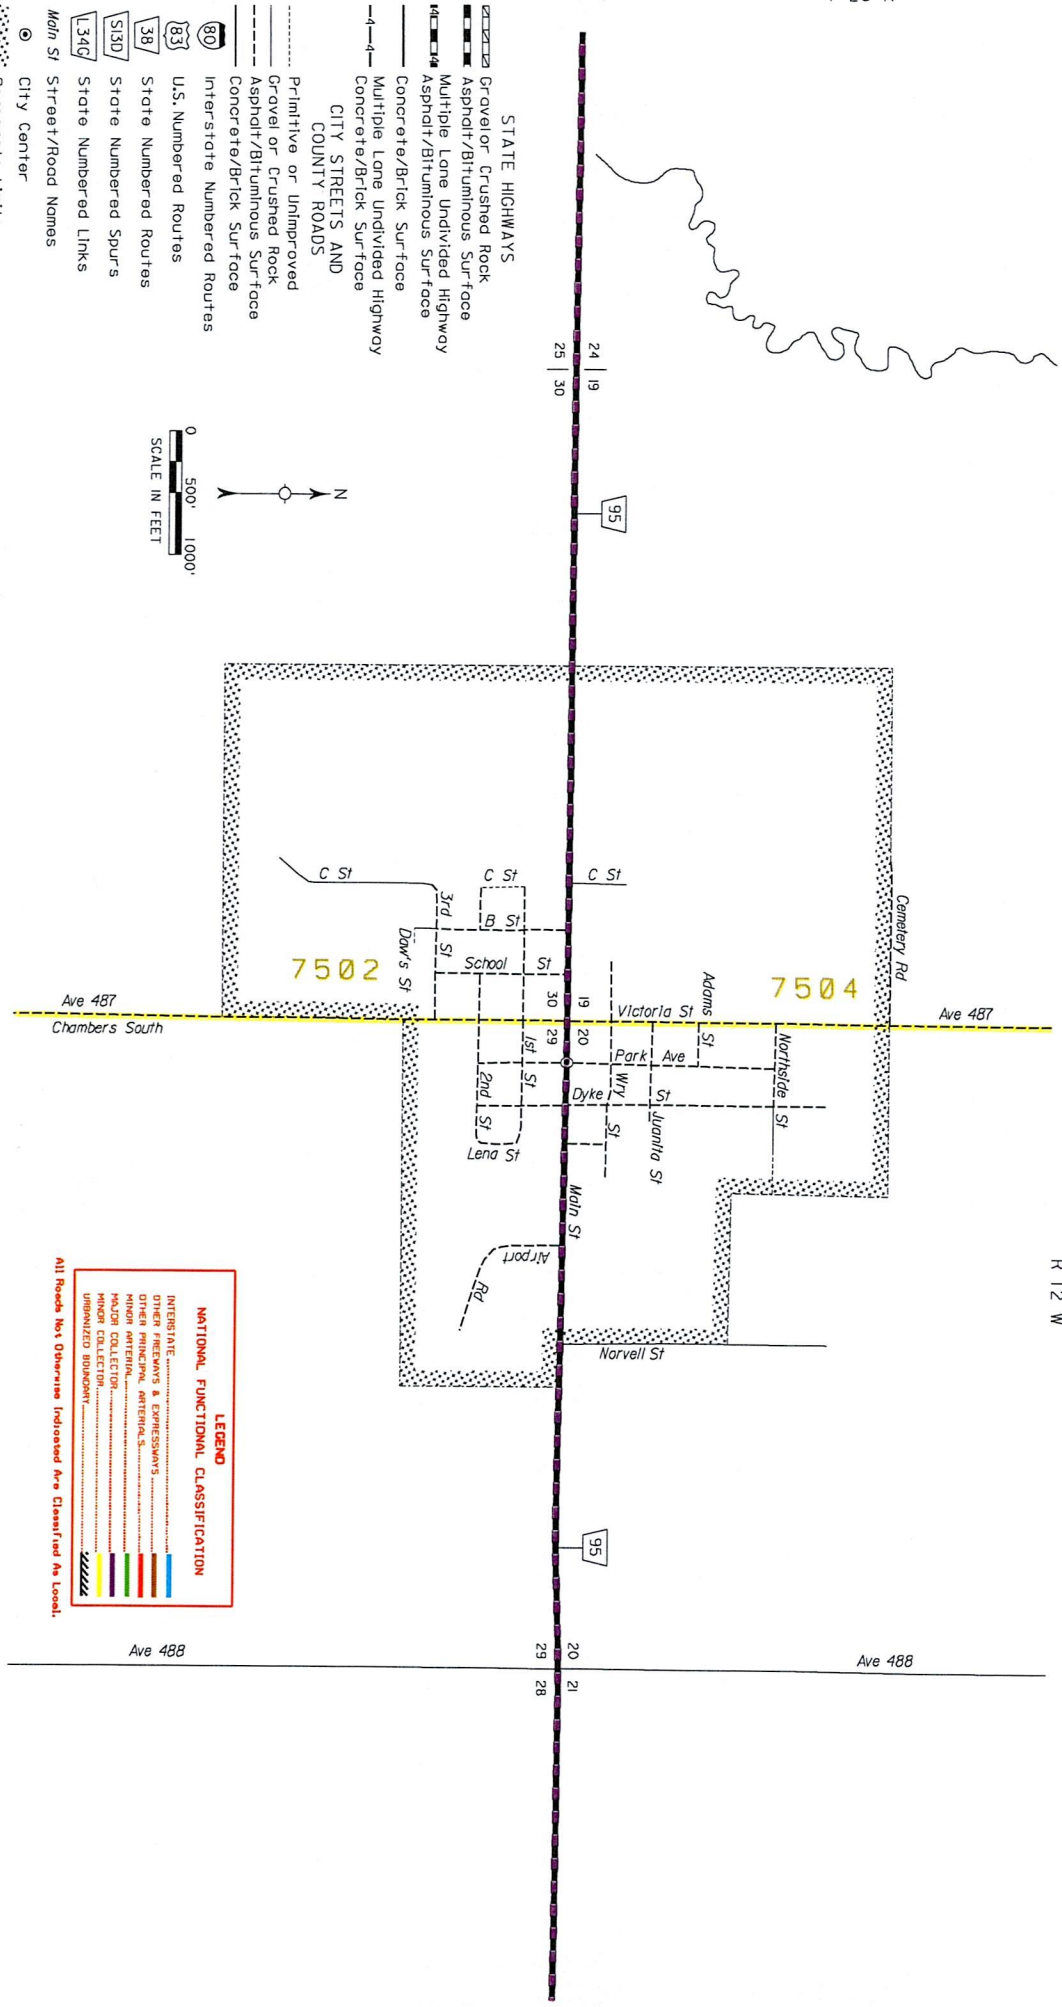 STATE HIGHWAYS
Gravel or Crushed Rock
Asphalt/Bituminous Surface
Multiple Lane Undivided Highway
Asphalt/Bituminous Surface
Concrete/Brick Surface
Multiple Lane Undivided Highway
Concrete/Brick Surface
CITY STREETS AND
COUNTY ROADS
Primitive or Unimproved
Gravel or Crushed Rock
Asphalt/Bituminous Surface
Concrete/Brick Surface
80 Interstate Numbered Routes
83 U.S. Numbered Routes
38 State Numbered Routes
S13D State Numbered Spurs
L34G State Numbered Links
Main St Street/Road Names
City Center
N
0 500' 1000'
SCALE IN FEET
24 19
25 30
95
Cemetery Rd
C St
C St
C St
3rd St
B St
Daw's St
School St
7502
7504
19 20
30 29
Ave 487
Chambers South
Ave 487
Victoria St
Adams St
Northside St
Park Ave
Wry St
Dyke St
Juanita St
1st St
2nd St
Lena St
Main St
Airport Rd
Norvell St
R 12 W
95
20 21
29 28
Ave 488
Ave 488
LEGEND
NATIONAL FUNCTIONAL CLASSIFICATION
INTERSTATE
OTHER FREEWAYS & EXPRESSWAYS
OTHER PRINCIPAL ARTERIALS
MINOR ARTERIAL
MAJOR COLLECTOR
MINOR COLLECTOR
URBANIZED BOUNDARY
All Roads Not Otherwise Indicated Are Classified As Local.